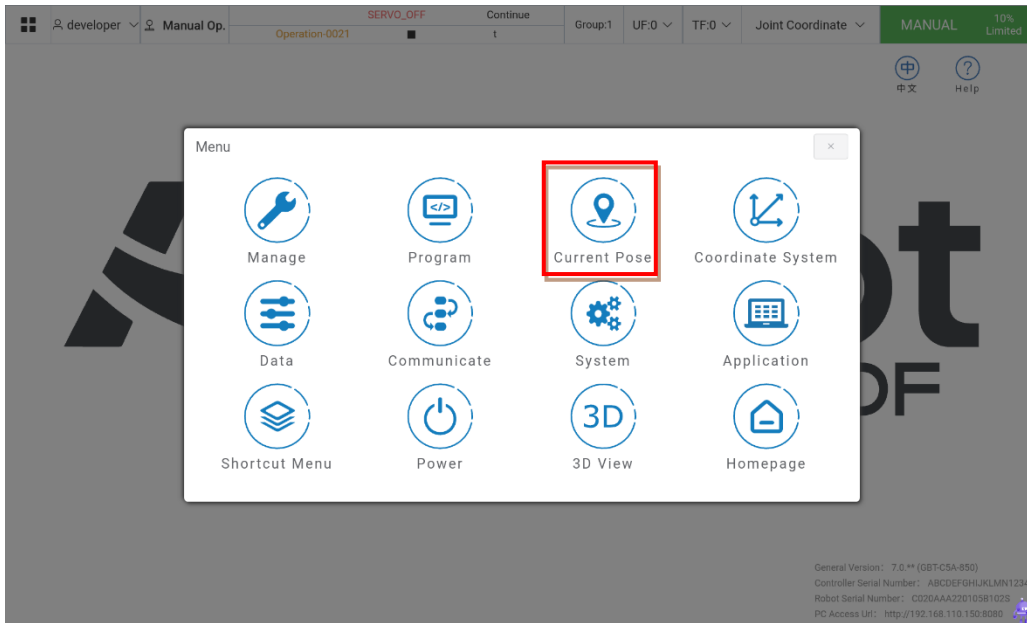 developer
Manual Op.
SERVO_OFF
Continue
Operation-0021
t
Group:1
UF:0
TF:0
Joint Coordinate
MANUAL
10%
Limited
中
中文
?
Help
Menu
×
</>
Manage
Program
Current Pose
Coordinate System
Data
Communicate
System
Application
3D
Shortcut Menu
Power
3D View
Homepage
ot
DF
General Version: 7.0.** (GBT-C5A-850)
Controller Serial Number: ABCDEFGHIJKLMN1234
Robot Serial Number: C020AAA2201058102S
PC Access Url: http://192.168.110.150:8080